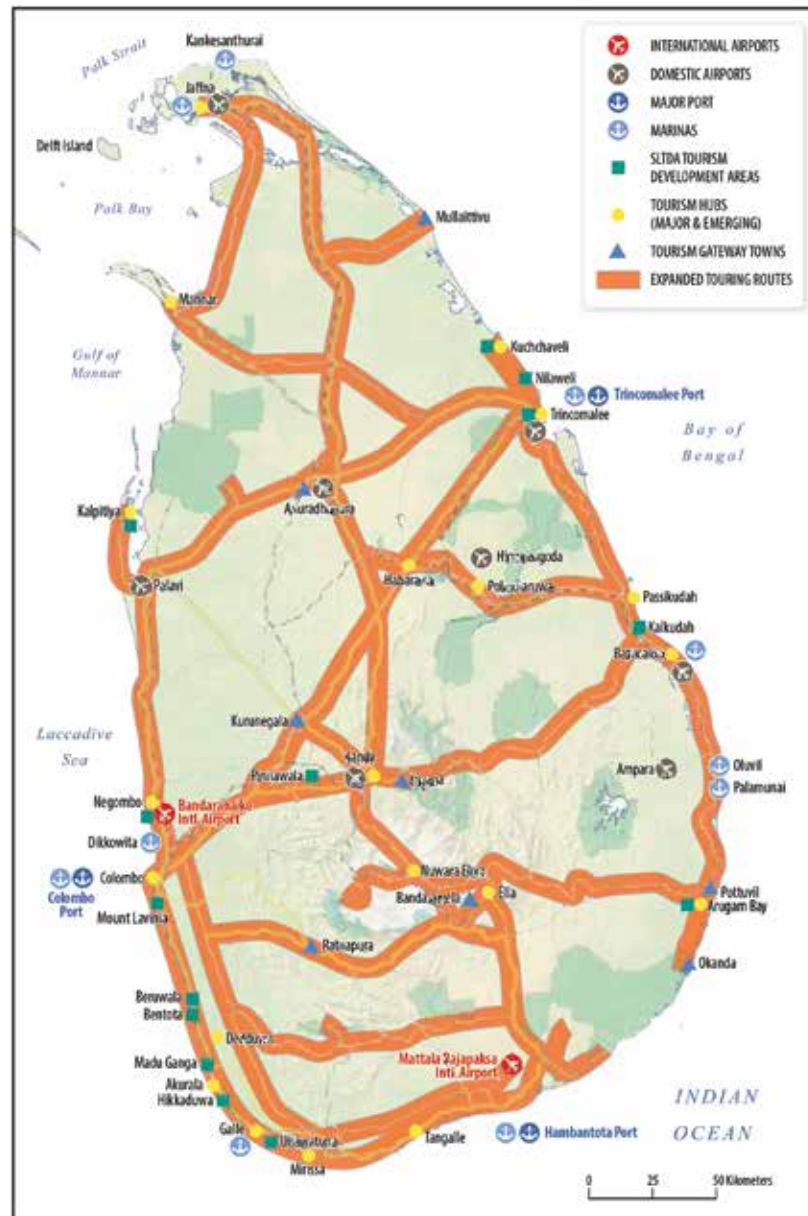 Kankesanthurai
Palk Strait
Jaffna
Delft Island
Palk Bay
Mullaittivu
Mannar
Gulf of
Mannar
Kuchchaveli
Nilaweli
Trincomalee Port
Trincomalee
Bay of
Bengal
Kalpitiya
Anuradhapura
Palavi
Habarana
Passikudah
Kalkudah
Kurunegala
Laccadive
Sea
Kandy
Pinnawala
Ampara
Oluvil
Palamunai
Negombo
Bandaranaike
Intl. Airport
Dikkowita
Colombo
Colombo
Port
Mount Lavinia
Nuwara Eliya
Ella
Pottuvil
Arugam Bay
Ratnapura
Okanda
Beruwala
Bentota
Madu Ganga
Akurala
Hikkaduwa
Mattala Rajapaksa
Intl. Airport
Galle
Unawatuna
Mirissa
Tangalle
Hambantota Port
INDIAN
OCEAN
0 25 50 Kilometers
INTERNATIONAL AIRPORTS
DOMESTIC AIRPORTS
MAJOR PORT
MARINAS
SLTDA TOURISM
DEVELOPMENT AREAS
TOURISM HUBS
(MAJOR & EMERGING)
TOURISM GATEWAY TOWNS
EXPANDED TOURING ROUTES